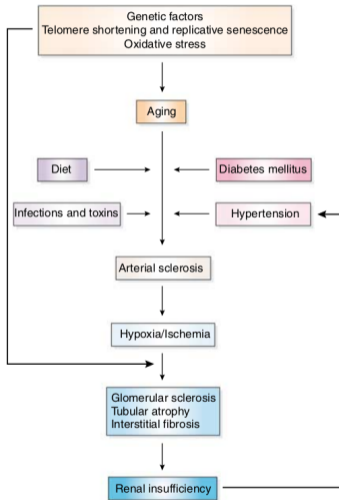 Genetic factors
Telomere shortening and replicative senescence
Oxidative stress
Aging
Diet
Diabetes mellitus
Infections and toxins
Hypertension
Arterial sclerosis
Hypoxia/Ischemia
Glomerular sclerosis
Tubular atrophy
Interstitial fibrosis
Renal insufficiency